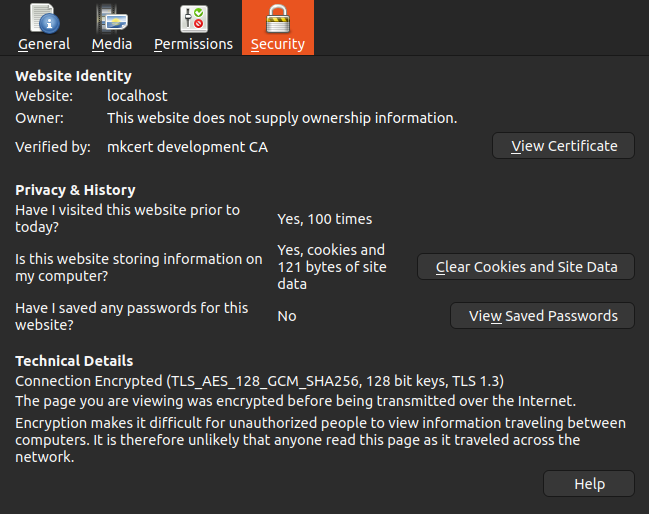 General Media Permissions Security
Website Identity
Website: localhost
Owner: This website does not supply ownership information.
Verified by: mkcert development CA View Certificate
Privacy & History
Have I visited this website prior to
today?
Yes, 100 times
Is this website storing information on
my computer?
Yes, cookies and
121 bytes of site
data
Clear Cookies and Site Data
Have I saved any passwords for this
website?
No
View Saved Passwords
Technical Details
Connection Encrypted (TLS_AES_128_GCM_SHA256, 128 bit keys, TLS 1.3)
The page you are viewing was encrypted before being transmitted over the Internet.
Encryption makes it difficult for unauthorized people to view information traveling between
computers. It is therefore unlikely that anyone read this page as it traveled across the
network.
Help